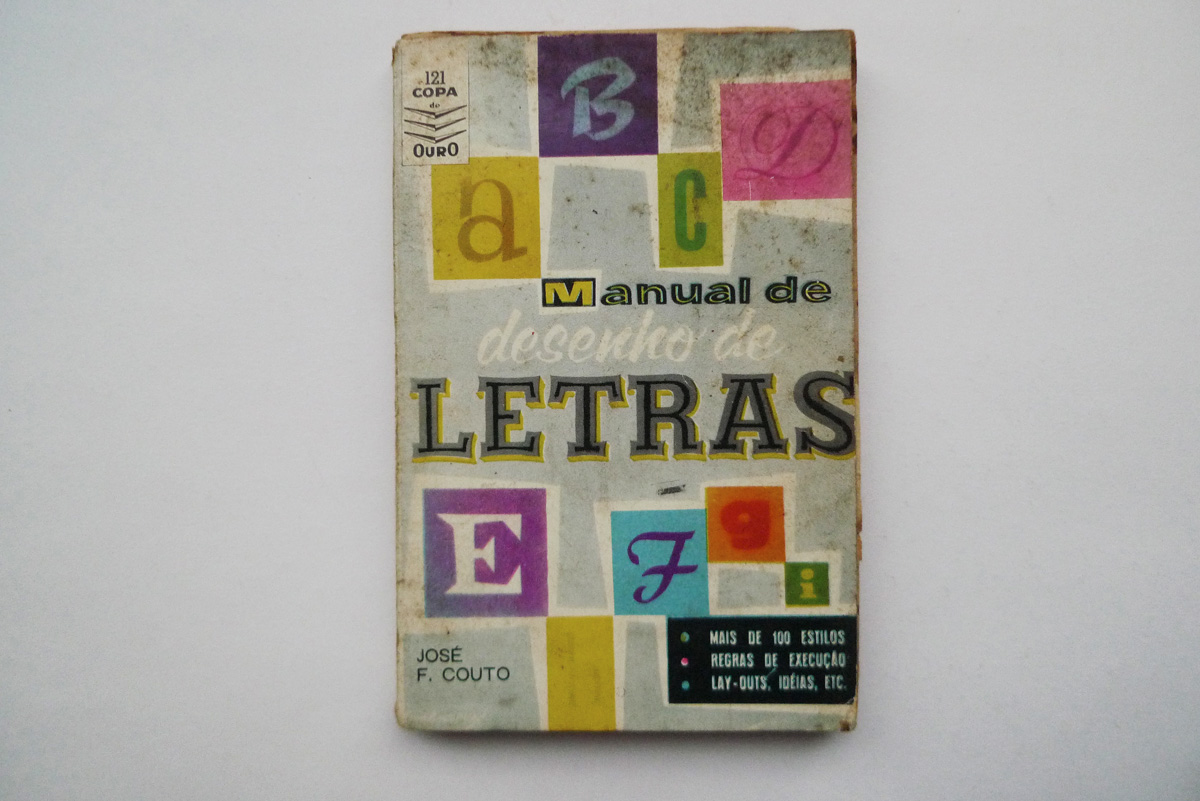 121
COPA
de
OURO
B
D
a
C
Manual de
desenho de
LETRAS
E
F
g
i
MAIS DE 100 ESTILOS
REGRAS DE EXECUÇÃO
LAY-OUTS, IDÉIAS, ETC.
JOSÉ
F. COUTO